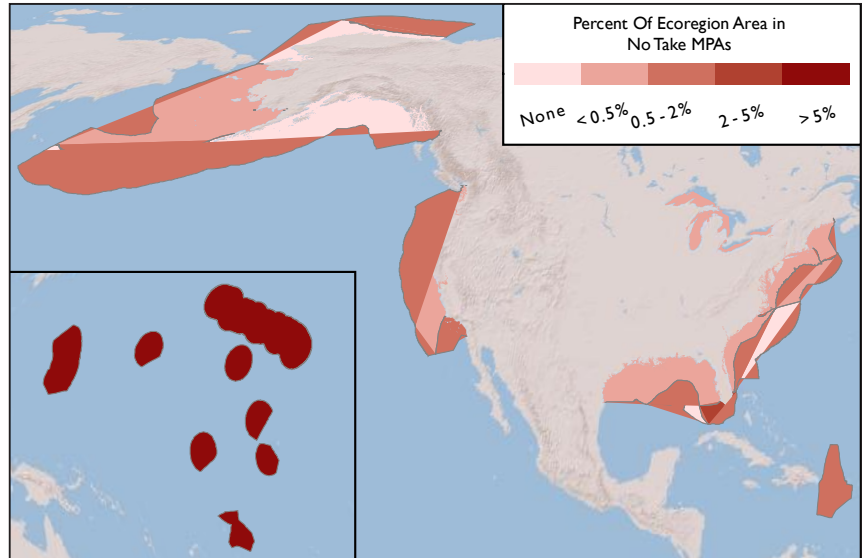 Percent Of Ecoregion Area in
No Take MPAs
None <0.5% 0.5 - 2% 2 - 5% > 5%